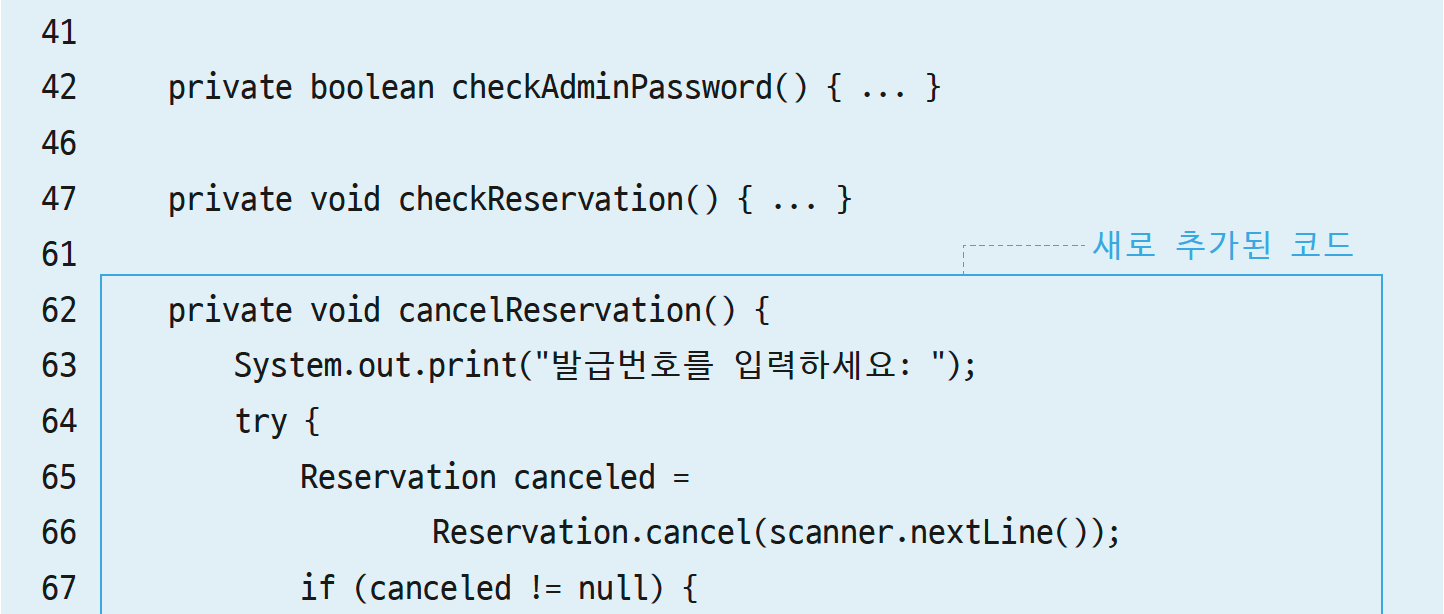 41
42 private boolean checkAdminPassword() { ... }
46
47 private void checkReservation() { ... }
61
새로 추가된 코드
62 private void cancelReservation() {
63 System.out.print("발급번호를 입력하세요: ");
64 try {
65 Reservation canceled =
66 Reservation.cancel(scanner.nextLine());
67 if (canceled != null) {